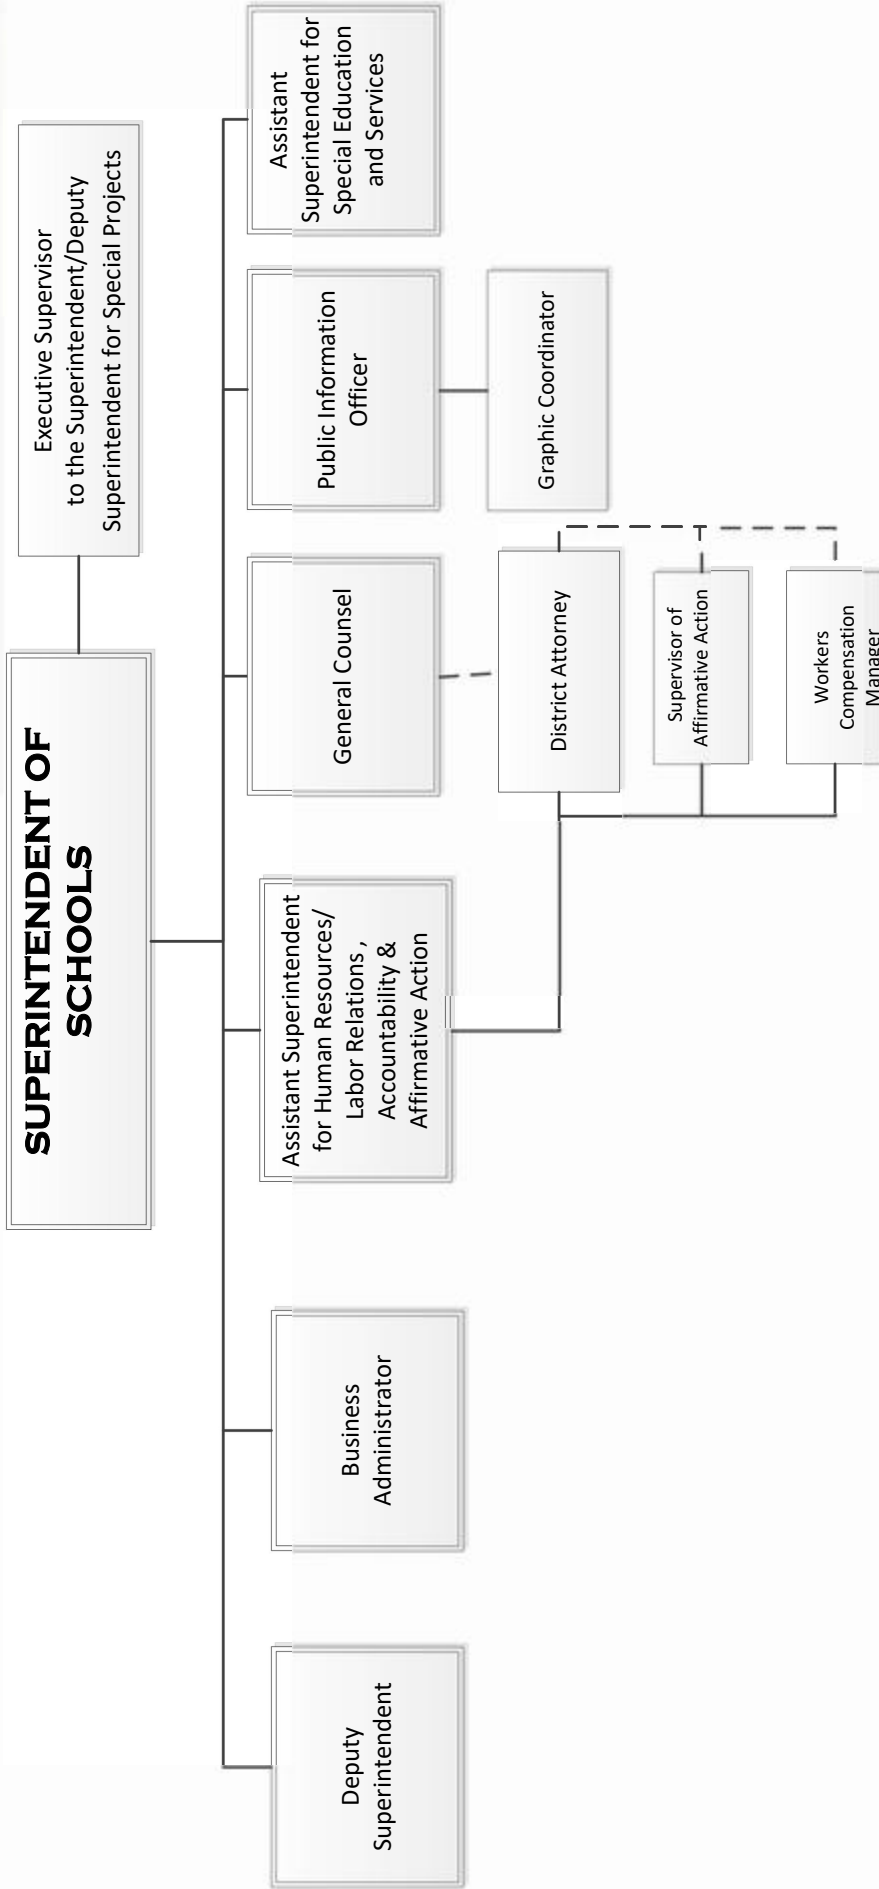 SUPERINTENDENT OF
SCHOOLS
Executive Supervisor
to the Superintendent/Deputy
Superintendent for Special Projects
Deputy
Superintendent
Business
Administrator
Assistant Superintendent
for Human Resources/
Labor Relations ,
Accountability &
Affirmative Action
General Counsel
Public Information
Officer
Assistant
Superintendent for
Special Education
and Services
District Attorney
Graphic Coordinator
Supervisor of
Affirmative Action
Workers
Compensation
Manager